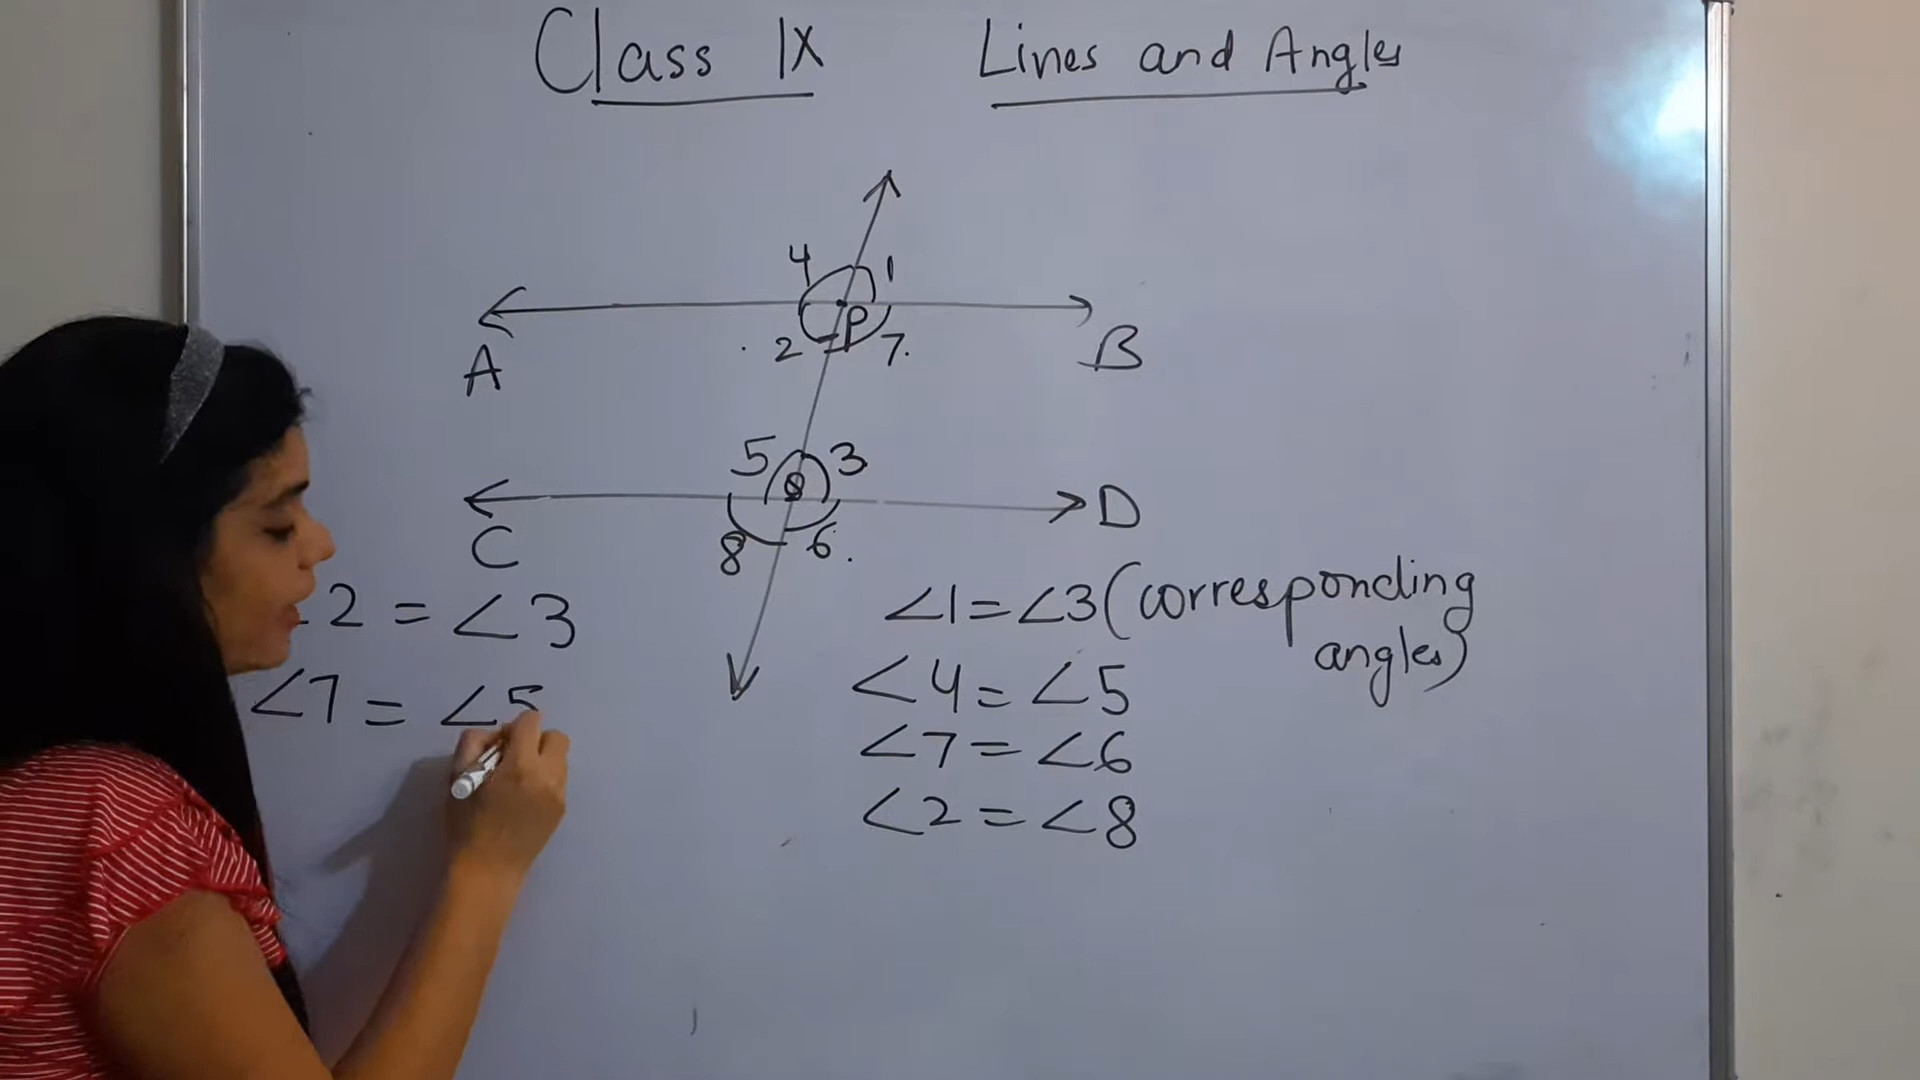 Class IX Lines and Angles
4 1
P
2 7
A B
5 3
C D
8 6
2 = ∠3
∠7 = ∠5
∠1 = ∠3 (corresponding
angles)
∠4 = ∠5
∠7 = ∠6
∠2 = ∠8